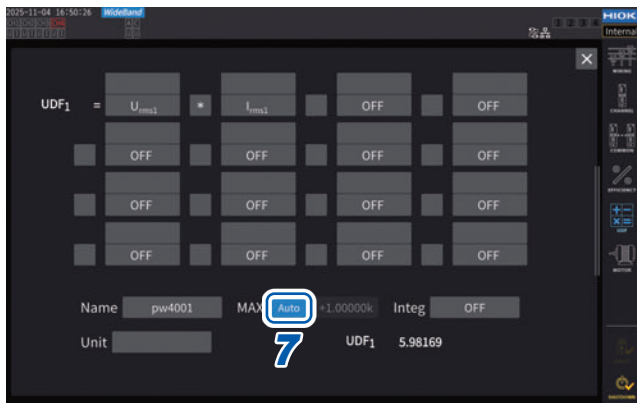 2025-11-04 16:50:26 WideBand
HIOK
Interna
WIRING
CHANNEL
COMMON
EFFICIENCY
UDF
MOTOR
UDF1 = Urms1 * Irms1 OFF OFF
OFF OFF OFF OFF
OFF OFF OFF OFF
OFF OFF OFF OFF
Name pw4001 MAX Auto +1.00000k Integ OFF
7
Unit UDF1 5.98169